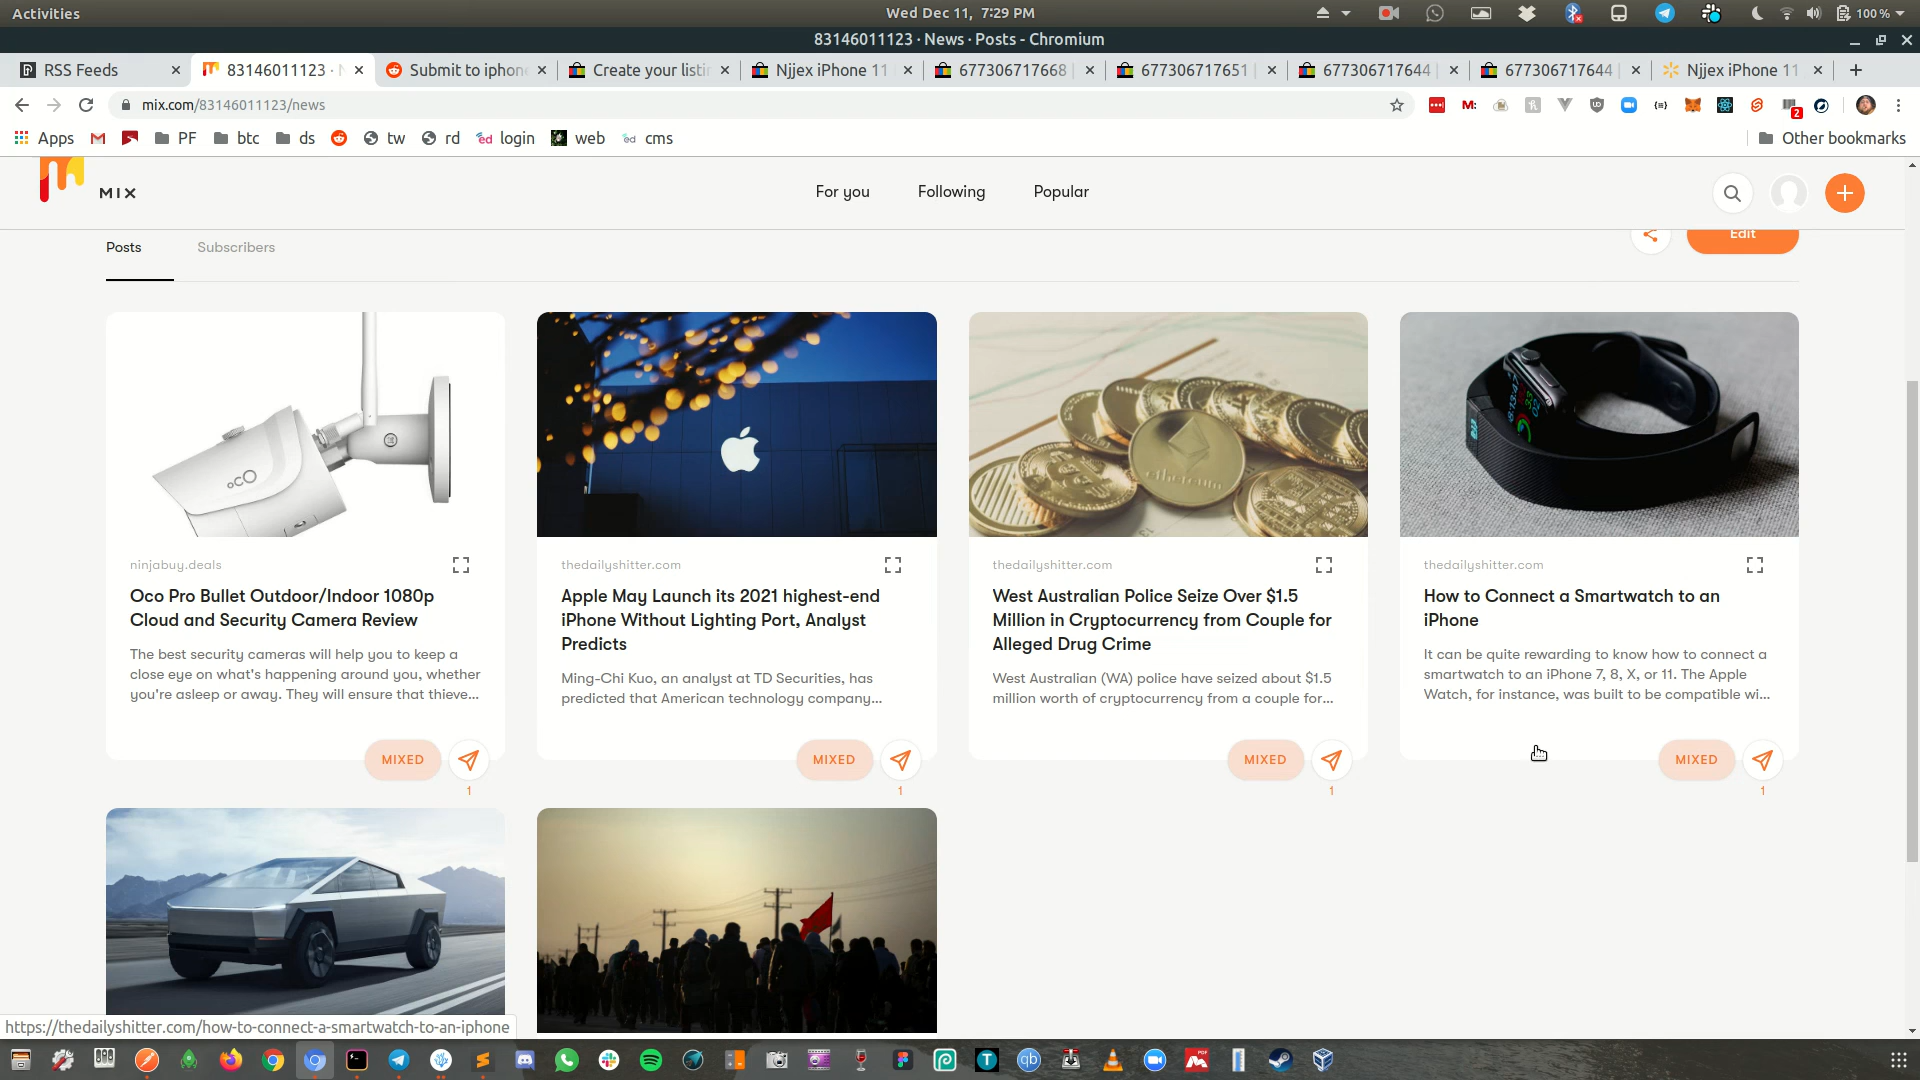 Activities
Wed Dec 11, 7:29 PM
100 %
83146011123 · News · Posts - Chromium
RSS Feeds
83146011123 · N
Submit to iphone
Create your listin
Njjex iPhone 11
677306717668
677306717651
677306717644
677306717644
Njjex iPhone 11
mix.com/83146011123/news
2
Apps
PF
btc
ds
tw
rd
ed login
web
ed cms
Other bookmarks
MIX
For you
Following
Popular
Posts
Subscribers
Edit
oco
ninjabuy.deals
Oco Pro Bullet Outdoor/Indoor 1080p
Cloud and Security Camera Review
The best security cameras will help you to keep a
close eye on what's happening around you, whether
you're asleep or away. They will ensure that thieve...
MIXED
1
thedailyshitter.com
Apple May Launch its 2021 highest-end
iPhone Without Lighting Port, Analyst
Predicts
Ming-Chi Kuo, an analyst at TD Securities, has
predicted that American technology company...
MIXED
1
ethereum
thedailyshitter.com
West Australian Police Seize Over $1.5
Million in Cryptocurrency from Couple for
Alleged Drug Crime
West Australian (WA) police have seized about $1.5
million worth of cryptocurrency from a couple for...
MIXED
1
thedailyshitter.com
How to Connect a Smartwatch to an
iPhone
It can be quite rewarding to know how to connect a
smartwatch to an iPhone 7, 8, X, or 11. The Apple
Watch, for instance, was built to be compatible wi...
MIXED
1
https://thedailyshitter.com/how-to-connect-a-smartwatch-to-an-iphone